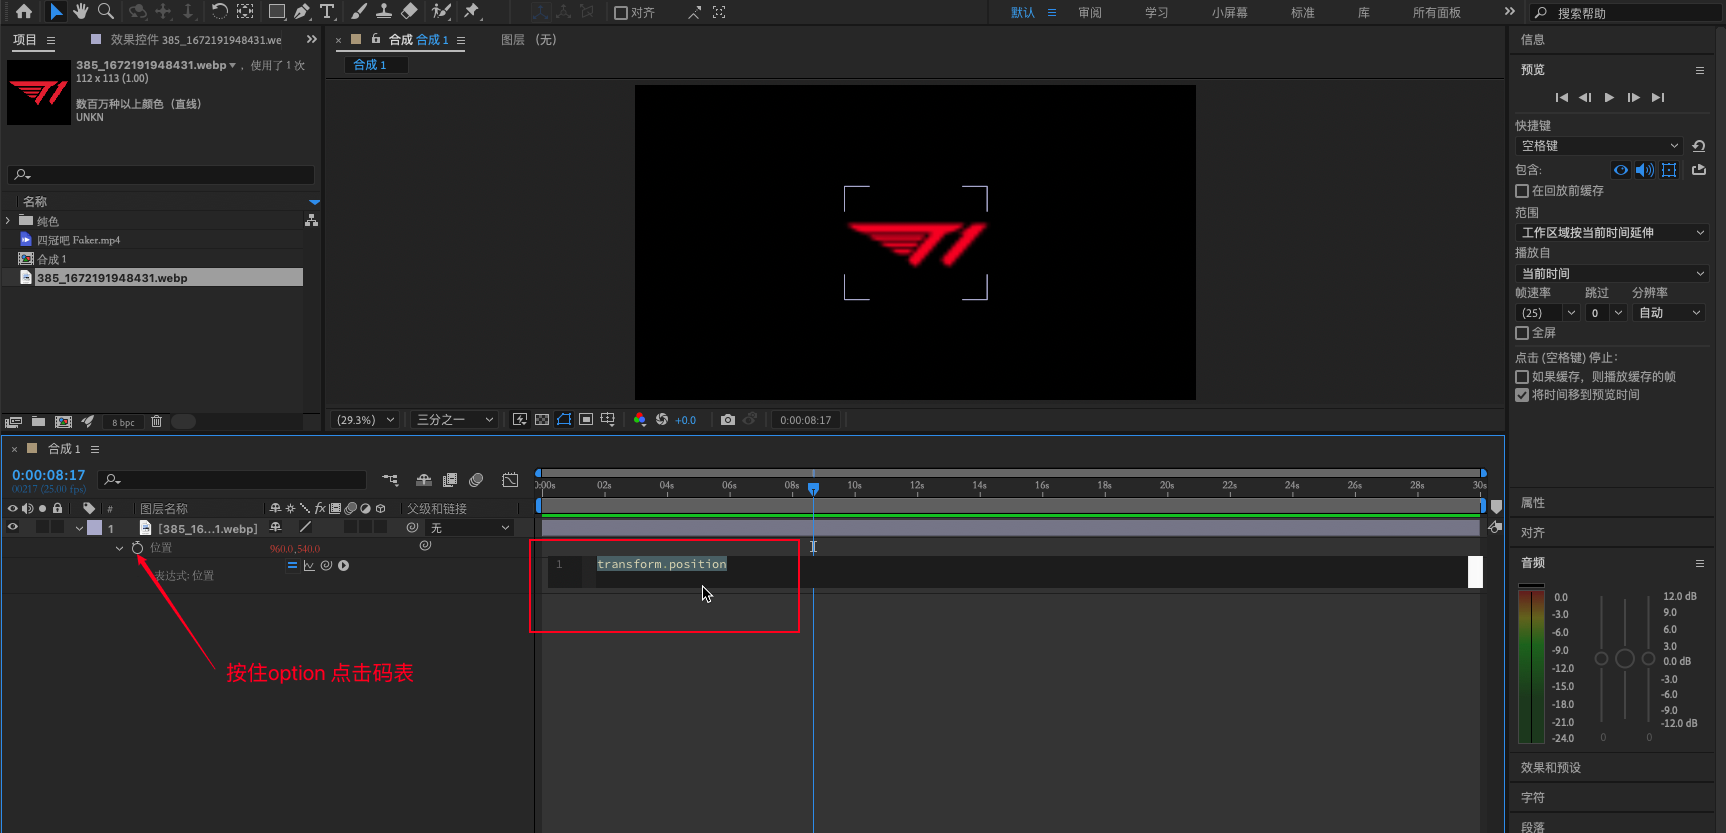 对齐
默认
审阅
学习
小屏幕
标准
库
所有面板
搜索帮助
项目
效果控件 385_1672191948431.we
385_1672191948431.webp
，使用了 1 次
112 x 113 (1.00)
数百万种以上颜色（直线）
UNKN
名称
纯色
四冠吧 Faker.mp4
合成 1
385_1672191948431.webp
8 bpc
合成 合成 1
图层 （无）
合成 1
(29.3%)
三分之一
+0.0
0:00:08:17
信息
预览
快捷键
空格键
包含:
在回放前缓存
范围
工作区域按当前时间延伸
播放自
当前时间
帧速率 跳过 分辨率
(25) 0 自动
全屏
点击 (空格键) 停止:
如果缓存，则播放缓存的帧
将时间移到预览时间
属性
对齐
音频
0.0
-3.0
-6.0
-9.0
-12.0
-15.0
-18.0
-21.0
-24.0
12.0 dB
9.0
6.0
3.0
0.0 dB
-3.0
-6.0
-9.0
-12.0 dB
0 0
效果和预设
字符
段落
合成 1
0:00:08:17
00217 (25.00 fps)
# 图层名称
fx
父级和链接
1 [385_16...1.webp]
无
位置
960.0,540.0
表达式: 位置
0:00s 02s 04s 06s 08s 10s 12s 14s 16s 18s 20s 22s 24s 26s 28s 30s
1 transform.position
按住option 点击码表